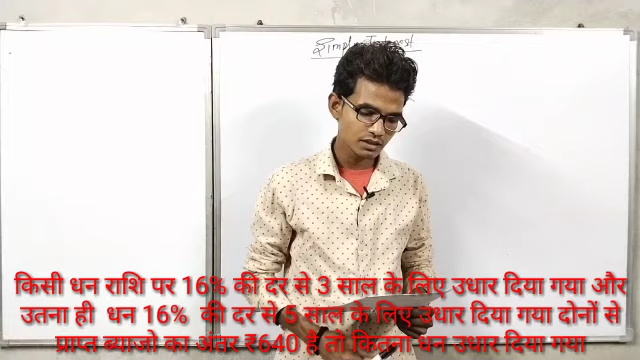 Simple Interest
किसी धन राशि पर 16% की दर से 3 साल के लिए उधार दिया गया और
उतना ही धन 16% की दर से 5 साल के लिए उधार दिया गया दोनों से
प्राप्त ब्याजो का अंतर ₹640 है तो कितना धन उधार दिया गया